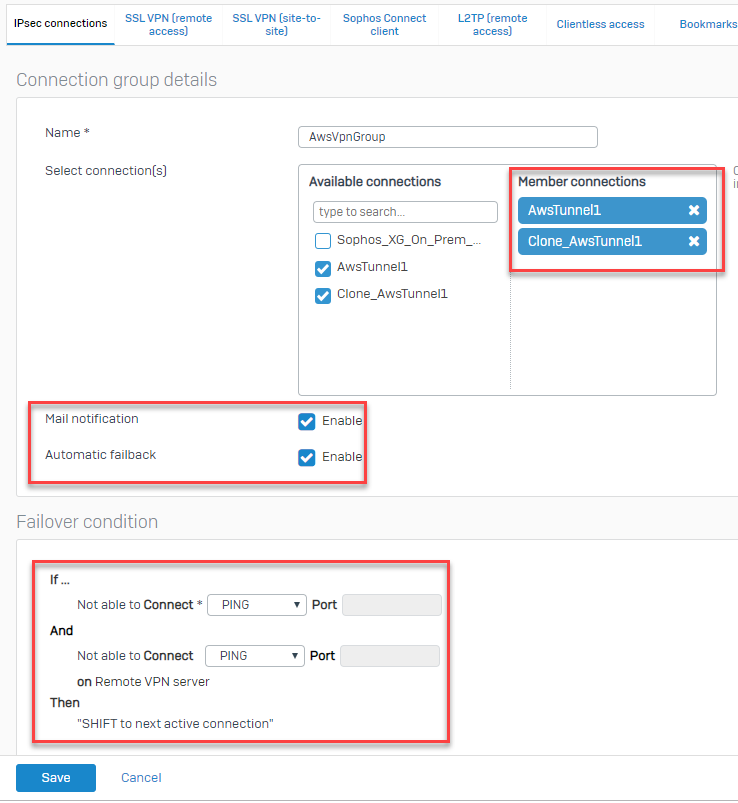 IPsec connections
SSL VPN (remote
access)
SSL VPN (site-to-
site)
Sophos Connect
client
L2TP (remote
access)
Clientless access
Bookmarks
Connection group details
Name *
AwsVpnGroup
Select connection(s)
Available connections
type to search...
Sophos_XG_On_Prem_...
AwsTunnel1
Clone_AwsTunnel1
Member connections
AwsTunnel1 ✖
Clone_AwsTunnel1 ✖
Mail notification
Enable
Automatic failback
Enable
Failover condition
If ...
Not able to Connect * PING ▼ Port
And
Not able to Connect PING ▼ Port
on Remote VPN server
Then
"SHIFT to next active connection"
Save
Cancel